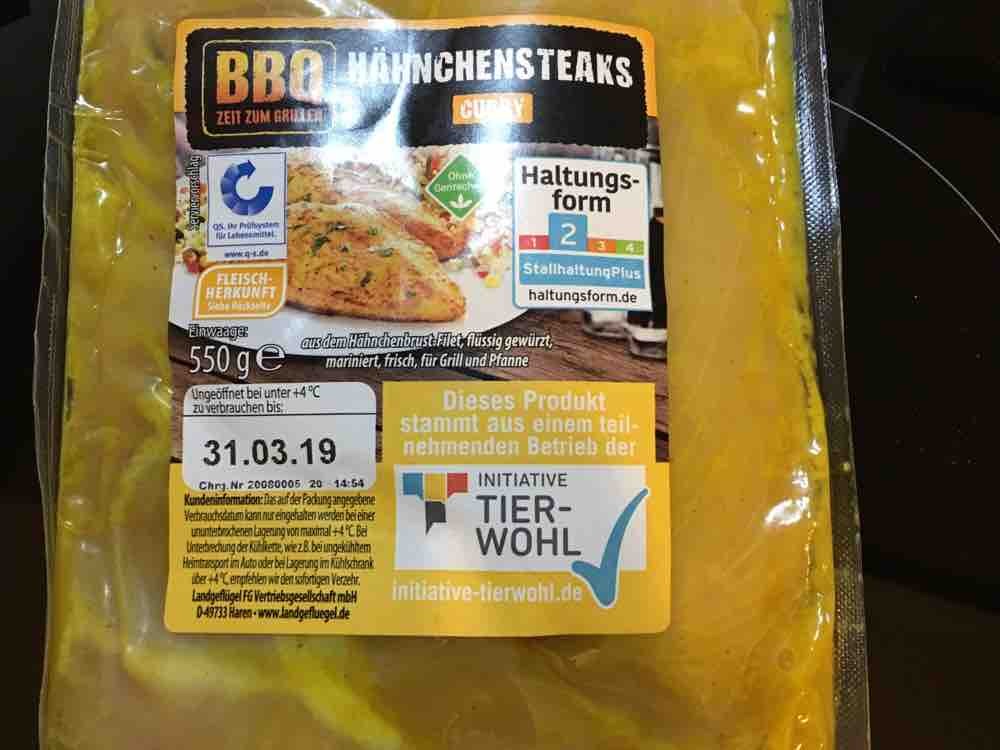 BBQ
ZEIT ZUM GRILLEN
HÄHNCHENSTEAKS
CURRY
Serviervorschlag
QS. Ihr Prüfsystem
für Lebensmittel.
www.q-s.de
FLEISCH-
HERKUNFT
Siehe Rückseite
Ohne
Gentechnik
Haltungs-
form
1 2 3 4
StallhaltungPlus
haltungsform.de
Einwaage:
550 g e
aus dem Hähnchenbrust-Filet, flüssig gewürzt,
mariniert, frisch, für Grill und Pfanne
Ungeöffnet bei unter +4 °C
zu verbrauchen bis:
31.03.19
Chrg.Nr 20680005 20 14:54
Kundeninformation: Das auf der Packung angegebene
Verbrauchsdatum kann nur eingehalten werden bei einer
ununterbrochenen Lagerung von maximal +4 °C. Bei
Unterbrechung der Kühlkette, wie z.B. bei ungekühltem
Heimtransport im Auto oder bei Lagerung im Kühlschrank
über +4 °C, empfehlen wir den sofortigen Verzehr.
Landgeflügel FG Vertriebsgesellschaft mbH
D-49733 Haren • www.landgefluegel.de
Dieses Produkt
stammt aus einem teil-
nehmenden Betrieb der
INITIATIVE
TIER-
WOHL
initiative-tierwohl.de